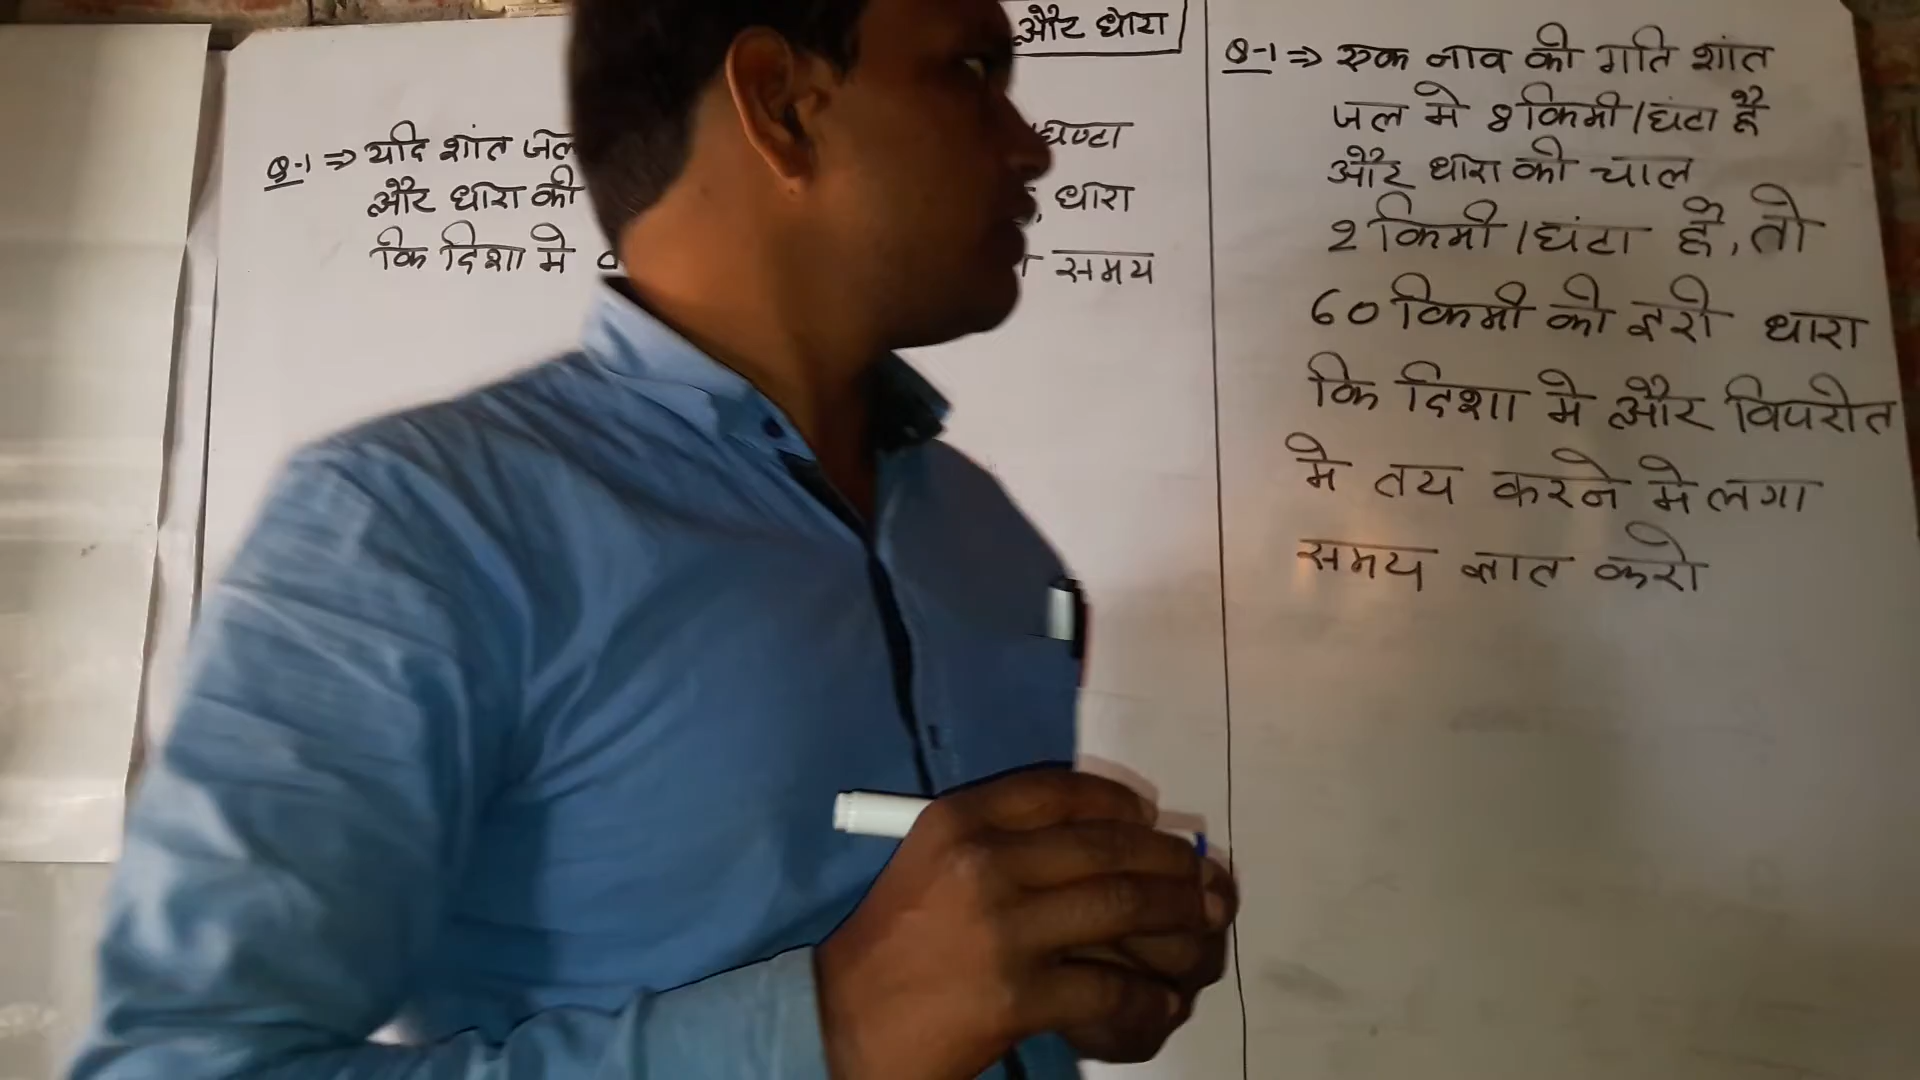 और धारा
Q-1 ⇒ यदि शांत जल घण्टा
और धारा की , धारा
कि दिशा मे समय
Q-1 ⇒ एक नाव की गति शांत
जल मे 8 किमी/घंटा है
और धारा की चाल
2 किमी/घंटा है, तो
60 किमी की दूरी धारा
कि दिशा मे और विपरीत
मे तय करने मे लगा
समय ज्ञात करो